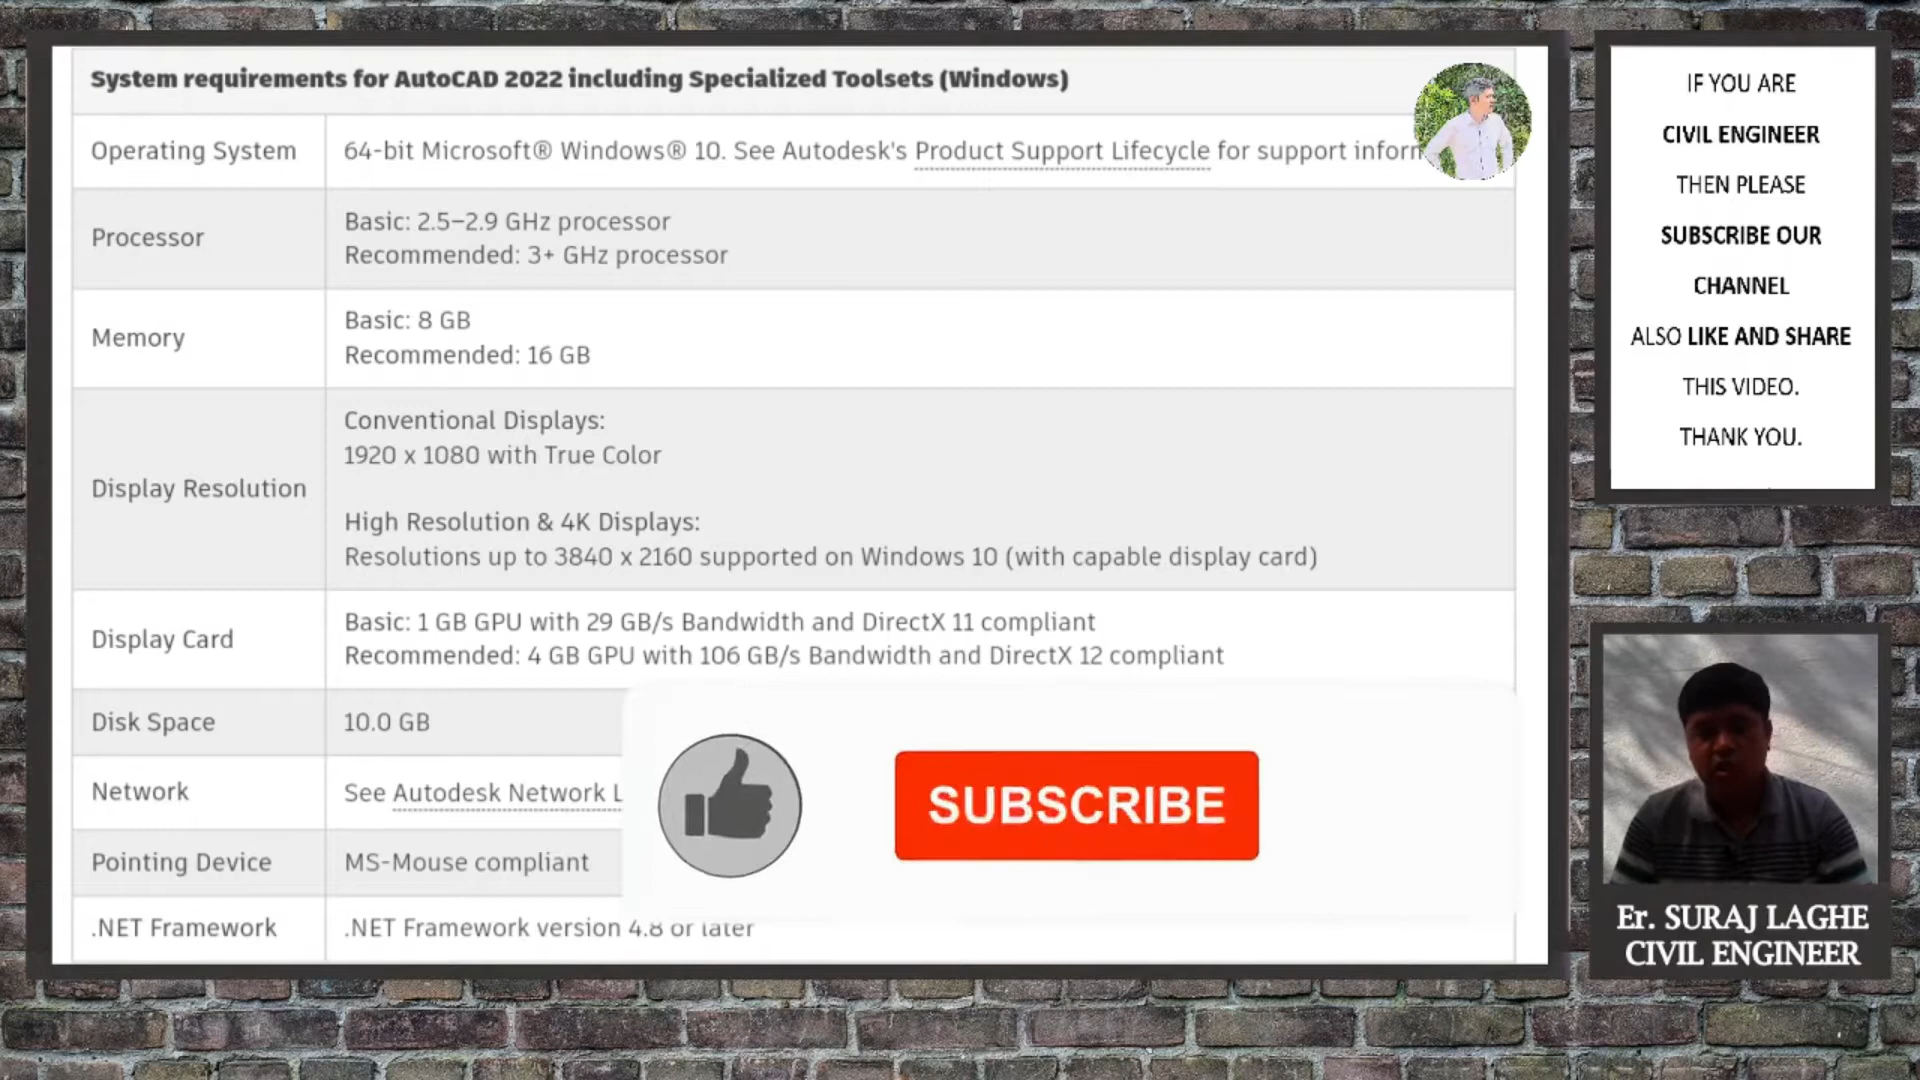 System requirements for AutoCAD 2022 including Specialized Toolsets (Windows)
Operating System
64-bit Microsoft® Windows® 10. See Autodesk's Product Support Lifecycle for support
Processor
Basic: 2.5–2.9 GHz processor
Recommended: 3+ GHz processor
Memory
Basic: 8 GB
Recommended: 16 GB
Display Resolution
Conventional Displays:
1920 x 1080 with True Color
High Resolution & 4K Displays:
Resolutions up to 3840 x 2160 supported on Windows 10 (with capable display card)
Display Card
Basic: 1 GB GPU with 29 GB/s Bandwidth and DirectX 11 compliant
Recommended: 4 GB GPU with 106 GB/s Bandwidth and DirectX 12 compliant
Disk Space
10.0 GB
Network
See Autodesk Network
Pointing Device
MS-Mouse compliant
.NET Framework
.NET Framework version 4.8 or later
SUBSCRIBE
IF YOU ARE
CIVIL ENGINEER
THEN PLEASE
SUBSCRIBE OUR
CHANNEL
ALSO LIKE AND SHARE
THIS VIDEO.
THANK YOU.
Er. SURAJ LAGHE
CIVIL ENGINEER